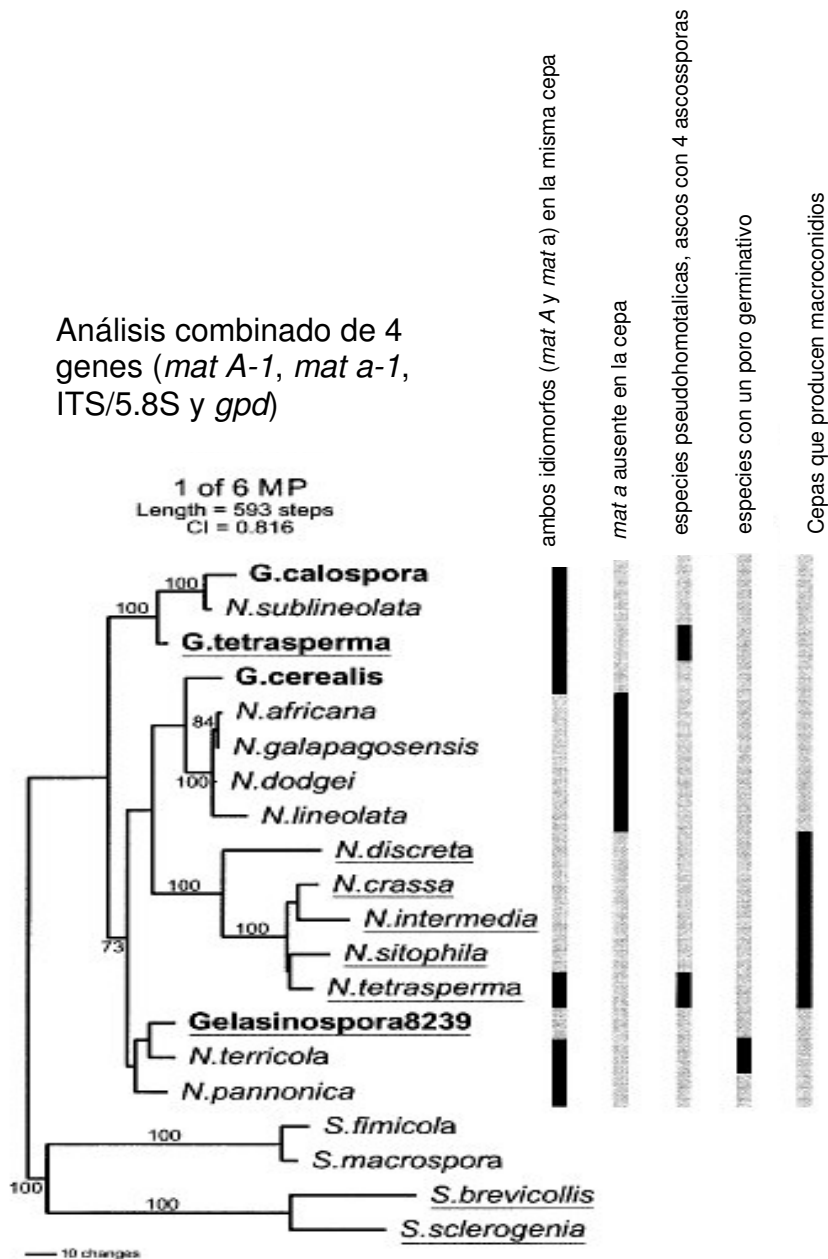 ambos idiomorfos (mat A y mat a) en la misma cepa
mat a ausente en la cepa
especies pseudohomotalicas, ascos con 4 ascossporas
especies con un poro germinativo
Cepas que producen macroconidios
Análisis combinado de 4
genes (mat A-1, mat a-1,
ITS/5.8S y gpd)
1 of 6 MP
Length = 593 steps
CI = 0.816
100
100
G.calospora
N.sublineolata
G.tetrasperma
G.cerealis
84
N.africana
N.galapagosensis
100
N.dodgei
N.lineolata
N.discreta
100
N.crassa
100
N.intermedia
73
N.sitophila
N.tetrasperma
Gelasinospora8239
N.terricola
N.pannonica
100
S.fimicola
S.macrospora
100
100
S.brevicollis
S.sclerogenia
10 changes